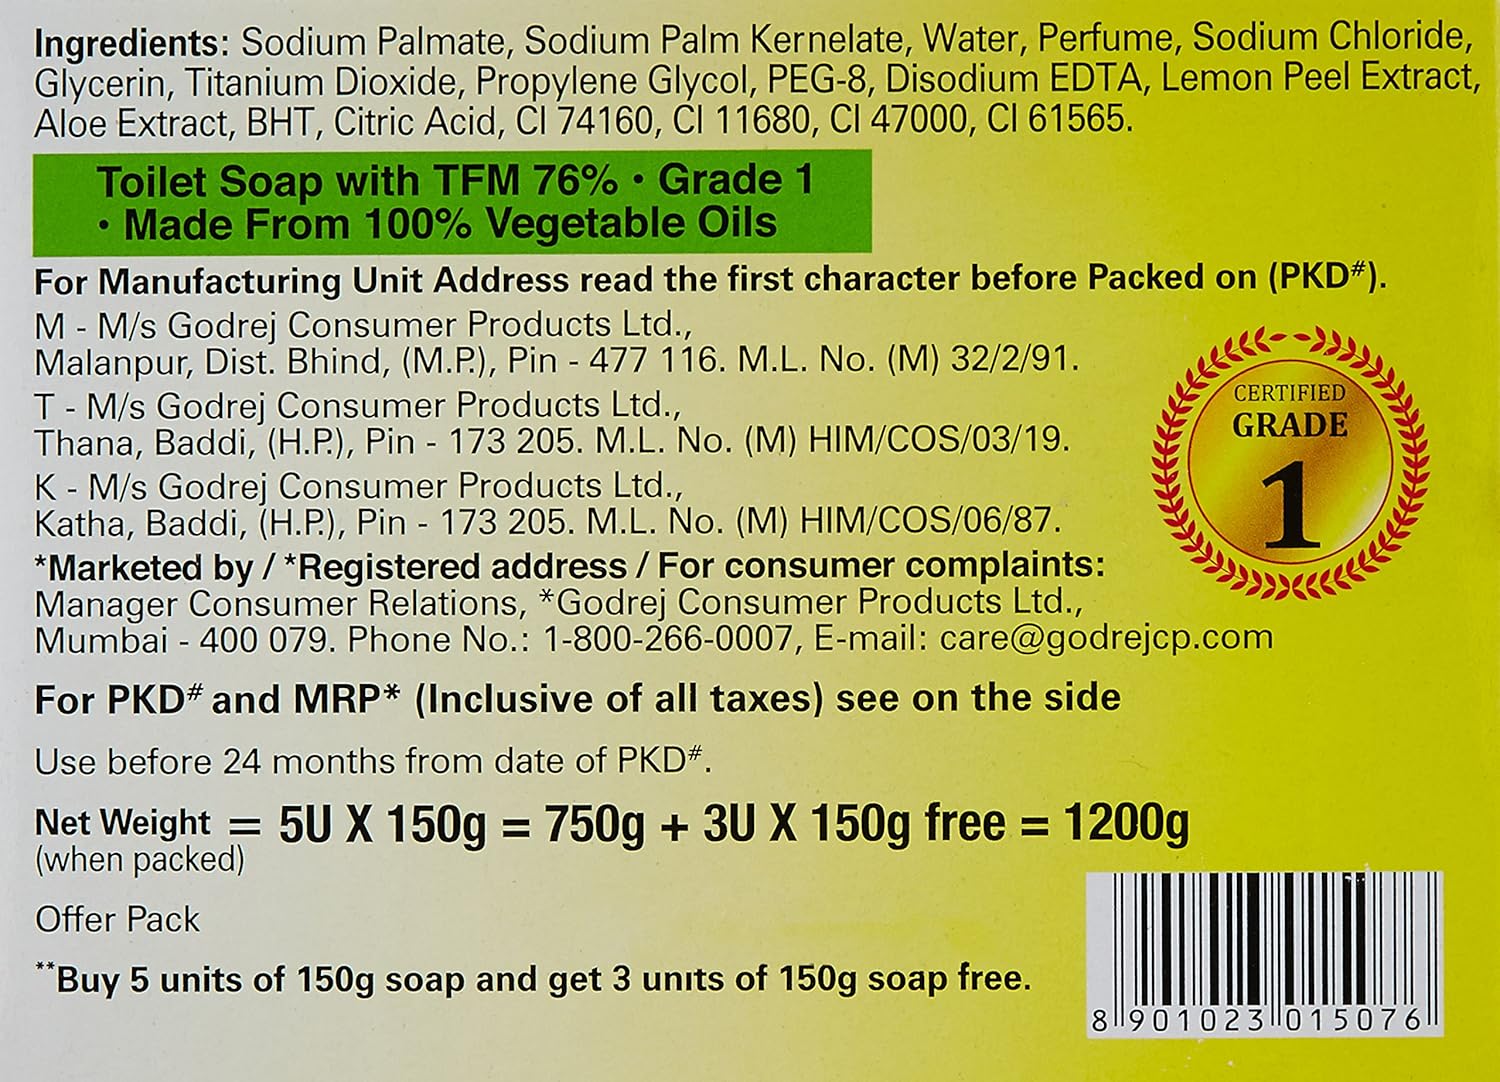 Ingredients: Sodium Palmate, Sodium Palm Kernelate, Water, Perfume, Sodium Chloride,
Glycerin, Titanium Dioxide, Propylene Glycol, PEG-8, Disodium EDTA, Lemon Peel Extract,
Aloe Extract, BHT, Citric Acid, CI 74160, CI 11680, CI 47000, CI 61565.
Toilet Soap with TFM 76% • Grade 1
• Made From 100% Vegetable Oils
For Manufacturing Unit Address read the first character before Packed on (PKD#).
M - M/s Godrej Consumer Products Ltd.,
Malanpur, Dist. Bhind, (M.P.), Pin - 477 116. M.L. No. (M) 32/2/91.
T - M/s Godrej Consumer Products Ltd.,
Thana, Baddi, (H.P.), Pin - 173 205. M.L. No. (M) HIM/COS/03/19.
K - M/s Godrej Consumer Products Ltd.,
Katha, Baddi, (H.P.), Pin - 173 205. M.L. No. (M) HIM/COS/06/87.
CERTIFIED
GRADE
1
*Marketed by / *Registered address / For consumer complaints:
Manager Consumer Relations, *Godrej Consumer Products Ltd.,
Mumbai - 400 079. Phone No.: 1-800-266-0007, E-mail: care@godrejcp.com
For PKD# and MRP* (Inclusive of all taxes) see on the side
Use before 24 months from date of PKD#.
Net Weight = 5U X 150g = 750g + 3U X 150g free = 1200g
(when packed)
Offer Pack
**Buy 5 units of 150g soap and get 3 units of 150g soap free.
8 901023 015076